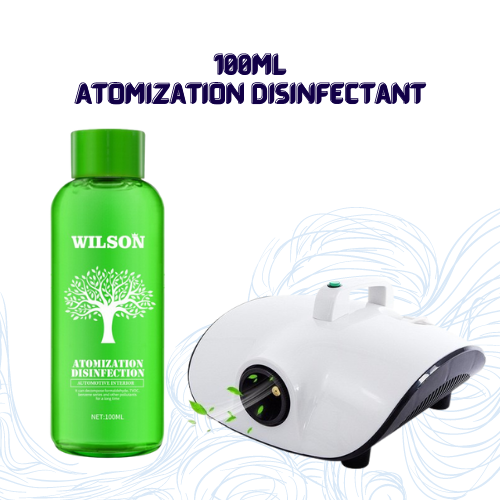 100ML
ATOMIZATION DISINFECTANT
WILSON
ATOMIZATION
DISINFECTION
AUTOMOTIVE INTERIOR
NET:100ML